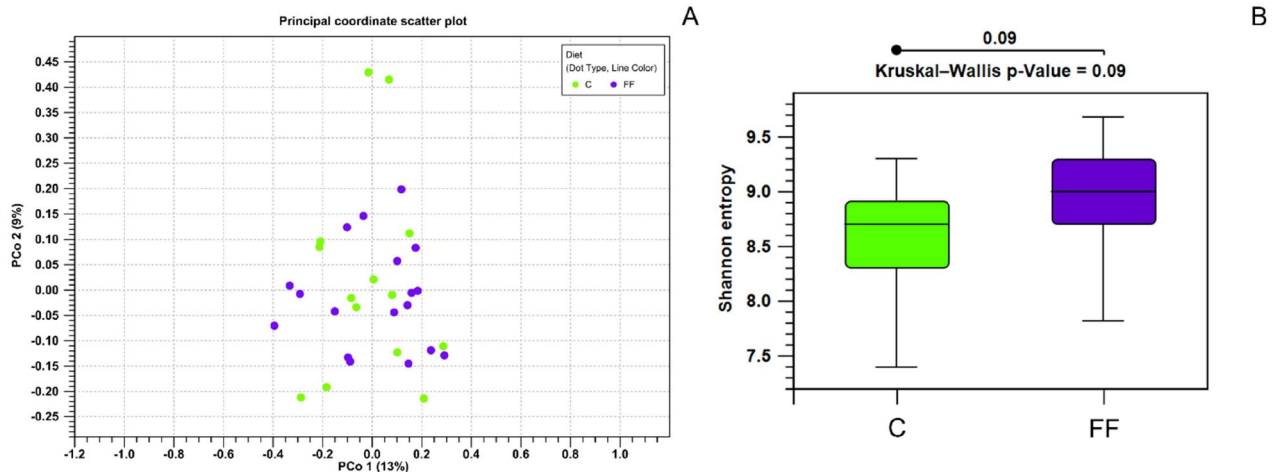 Principal coordinate scatter plot
A
Diet
(Dot Type, Line Color)
C FF
0.45
0.40
0.35
0.30
0.25
0.20
0.15
0.10
0.05
0.00
-0.05
-0.10
-0.15
-0.20
-0.25
PCo 2 (9%)
-1.2 -1.0 -0.8 -0.6 -0.4 -0.2 0.0 0.2 0.4 0.6 0.8 1.0
PCo 1 (13%)
B
0.09
Kruskal–Wallis p-Value = 0.09
9.5
9.0
8.5
8.0
7.5
Shannon entropy
C FF